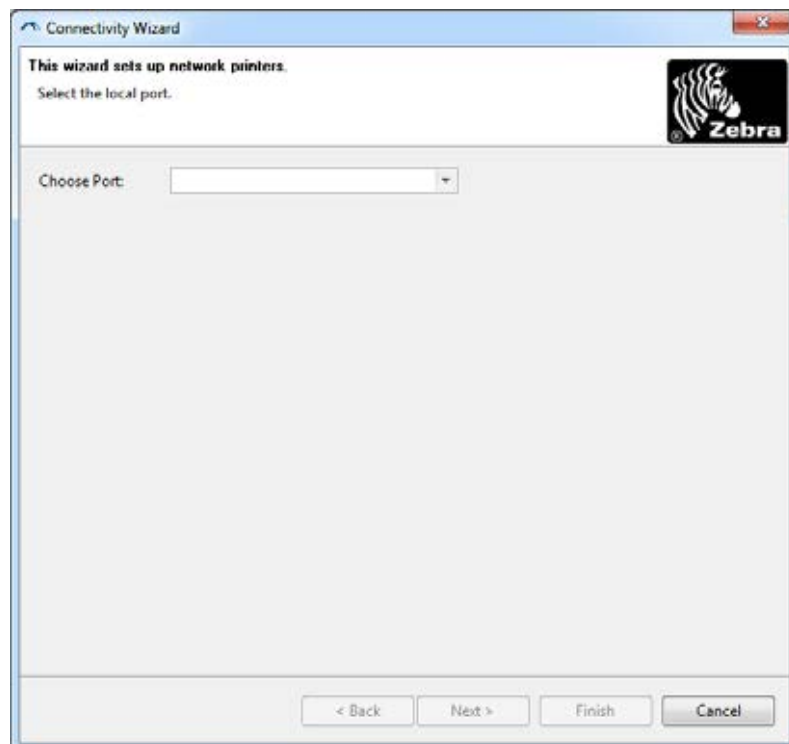 Connectivity Wizard
This wizard sets up network printers.
Select the local port.
® Zebra
Choose Port:
< Back Next > Finish Cancel